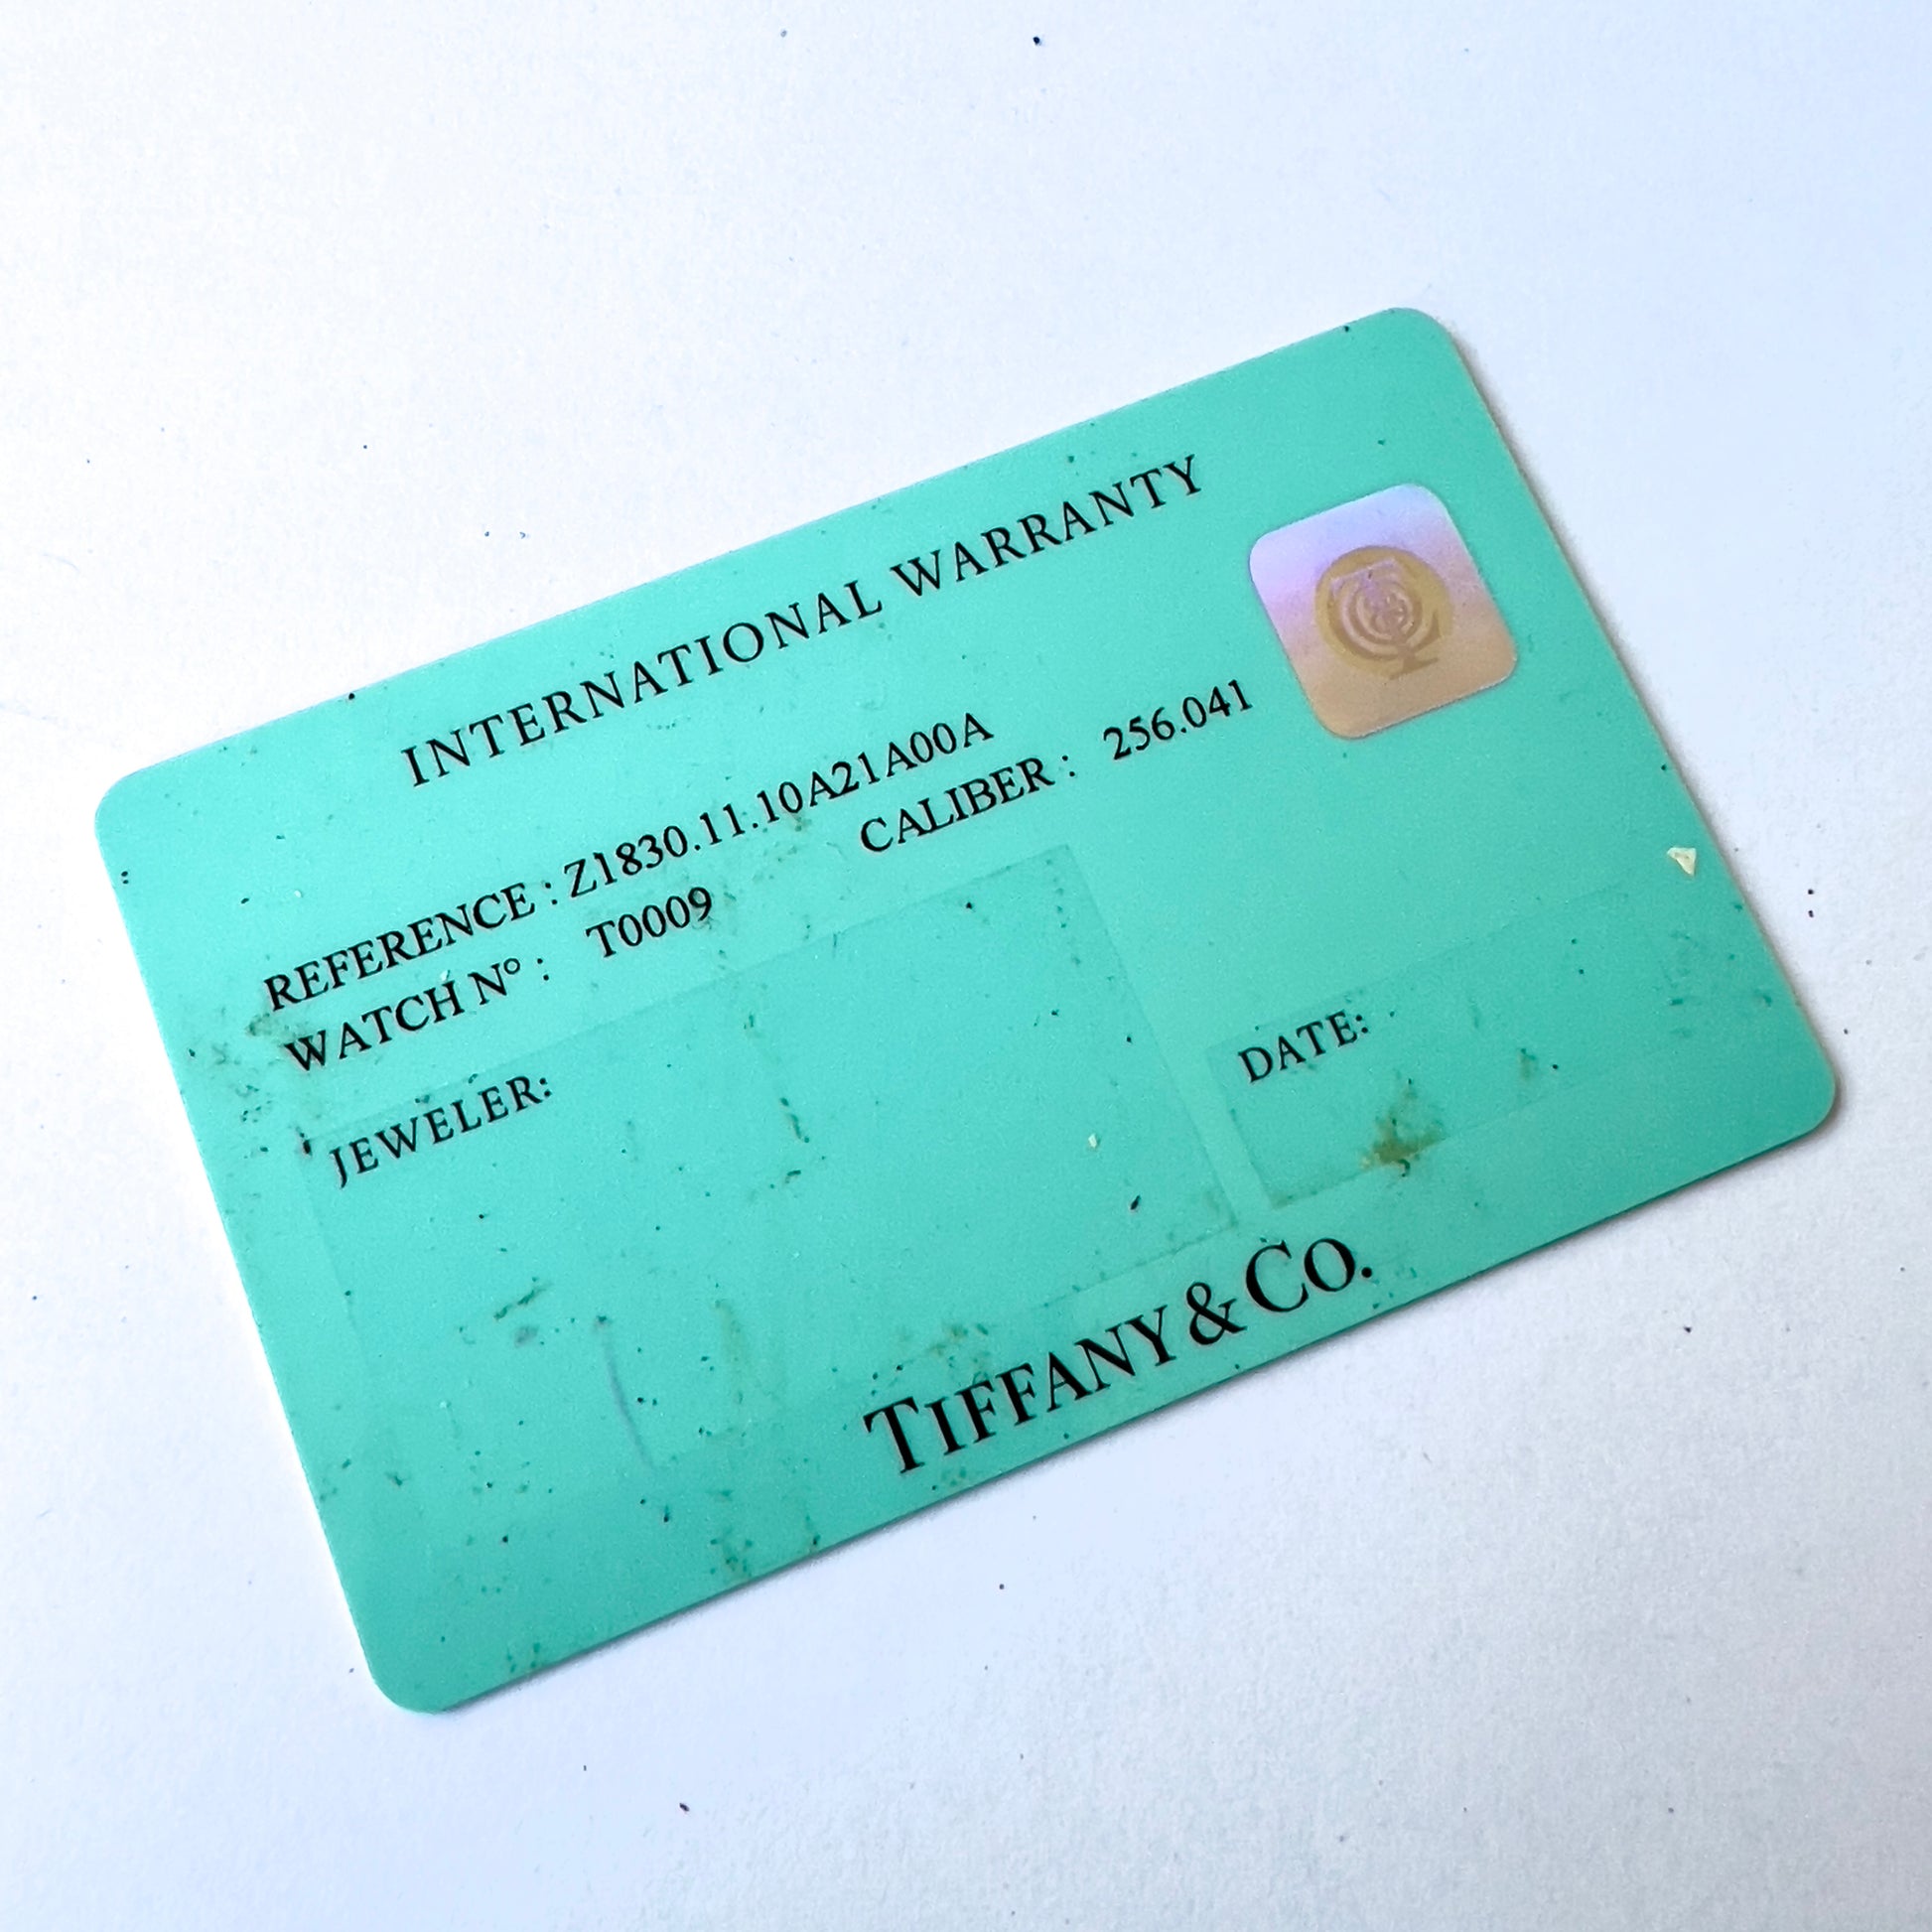 INTERNATIONAL WARRANTY
REFERENCE : Z1830.11.10A21A00A
WATCH N° : T0009 CALIBER : 256.041
JEWELER:
DATE:
TIFFANY & CO.